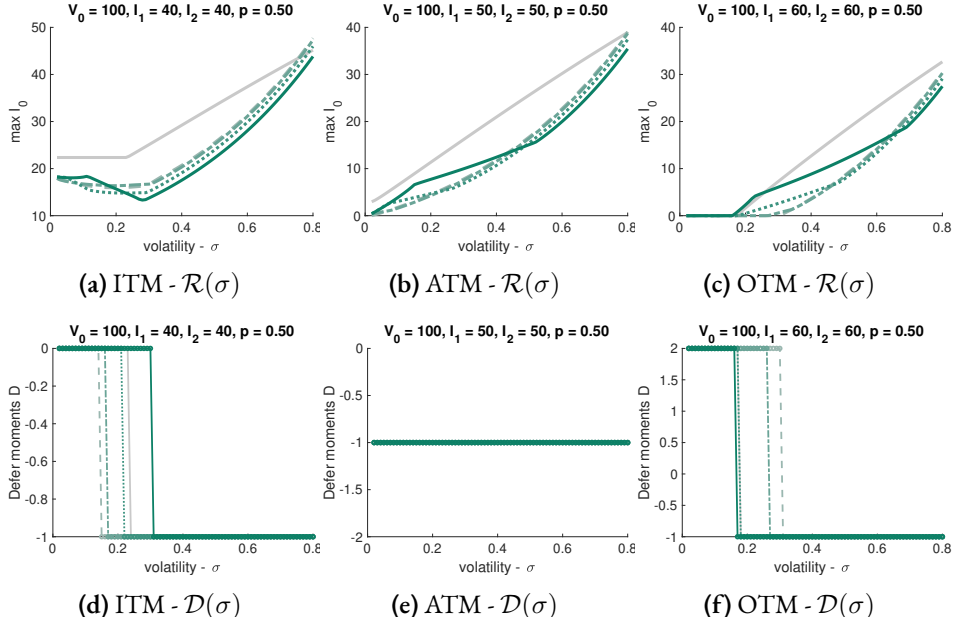 V_0 = 100, I_1 = 40, I_2 = 40, p = 0.50
50
40
30
20
10
max I_0
0
0.2
0.4
0.6
0.8
volatility - σ
(a) ITM - R(σ)
V_0 = 100, I_1 = 50, I_2 = 50, p = 0.50
40
30
20
10
0
max I_0
0
0.2
0.4
0.6
0.8
volatility - σ
(b) ATM - R(σ)
V_0 = 100, I_1 = 60, I_2 = 60, p = 0.50
40
30
20
10
0
max I_0
0
0.2
0.4
0.6
0.8
volatility - σ
(c) OTM - R(σ)
V_0 = 100, I_1 = 40, I_2 = 40, p = 0.50
0
-0.2
-0.4
-0.6
-0.8
-1
Defer moments D
0
0.2
0.4
0.6
0.8
volatility - σ
(d) ITM - D(σ)
V_0 = 100, I_1 = 50, I_2 = 50, p = 0.50
0
-0.5
-1
-1.5
-2
Defer moments D
0
0.2
0.4
0.6
0.8
volatility - σ
(e) ATM - D(σ)
V_0 = 100, I_1 = 60, I_2 = 60, p = 0.50
2
1.5
1
0.5
0
-0.5
-1
Defer moments D
0
0.2
0.4
0.6
0.8
volatility - σ
(f) OTM - D(σ)